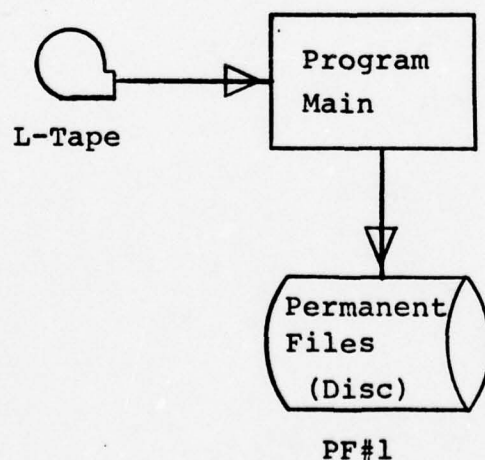 Program
Main
L-Tape
Permanent
Files
(Disc)
PF#1